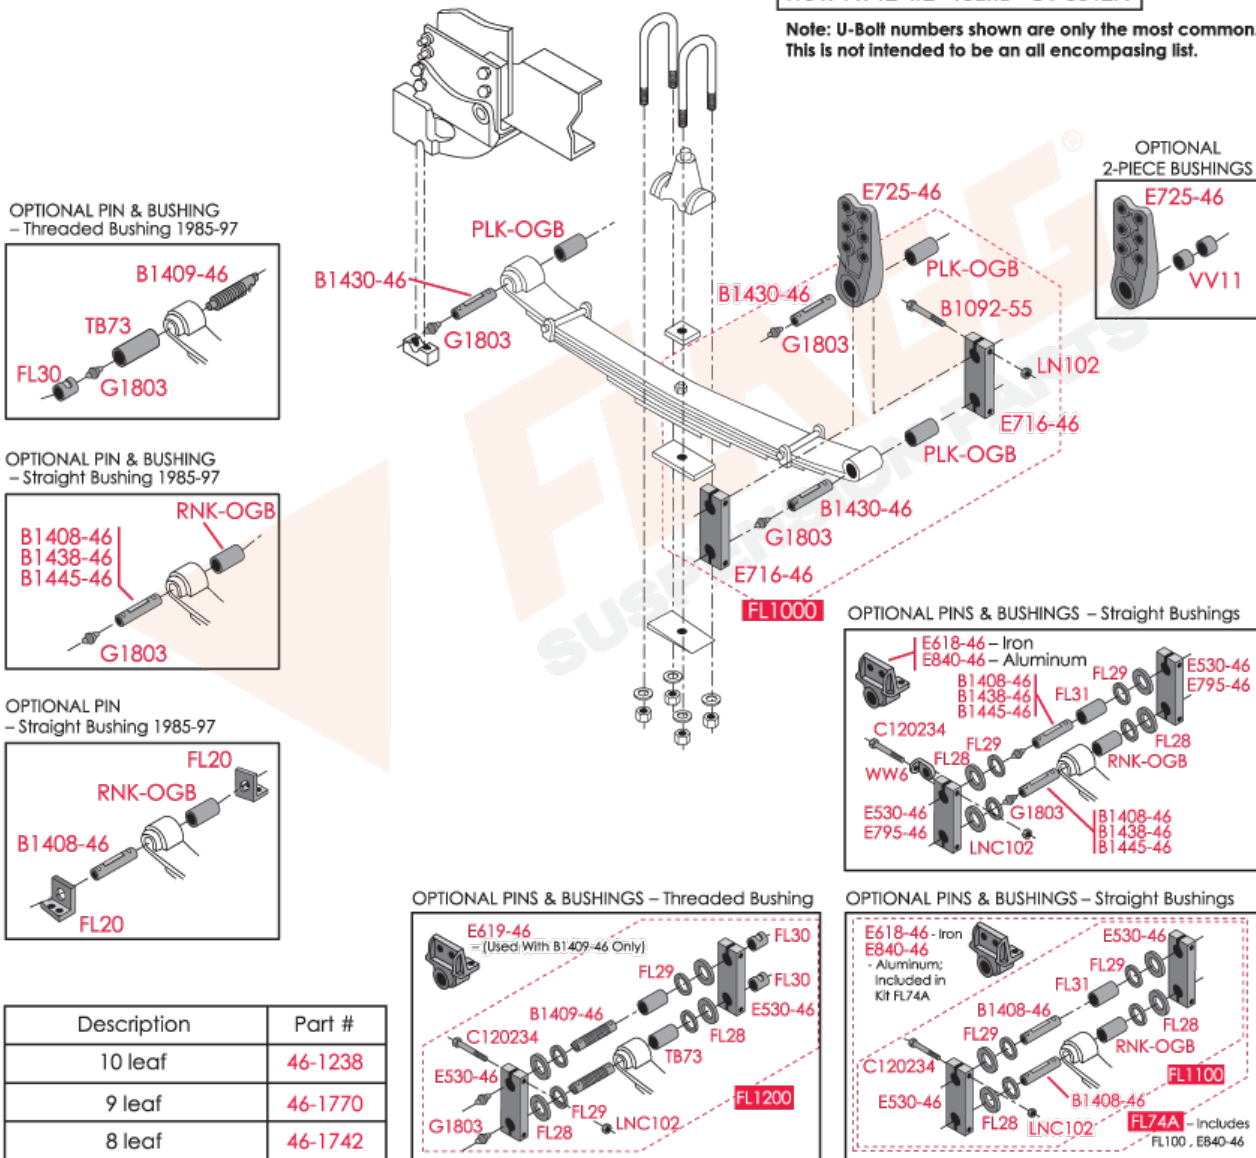 Note: U-Bolt numbers shown are only the most common.
This is not intended to be an all encompasing list.
OPTIONAL
2-PIECE BUSHINGS
E725-46
VV11
E725-46
PLK-OGB
PLK-OGB
B1430-46
B1430-46
B1092-55
G1803
G1803
LN102
E716-46
PLK-OGB
B1430-46
G1803
E716-46
FL1000
FLAGG
®
SUSPENSION PARTS
OPTIONAL PIN & BUSHING
– Threaded Bushing 1985-97
B1409-46
TB73
FL30
G1803
OPTIONAL PIN & BUSHING
– Straight Bushing 1985-97
RNK-OGB
B1408-46
B1438-46
B1445-46
G1803
OPTIONAL PIN
– Straight Bushing 1985-97
FL20
RNK-OGB
B1408-46
FL20
OPTIONAL PINS & BUSHINGS – Straight Bushings
E618-46 – Iron
E840-46 – Aluminum
B1408-46
B1438-46
B1445-46
FL29
FL31
E530-46
E795-46
C120234
FL29
FL28
FL28
RNK-OGB
WW6
E530-46
E795-46
G1803
LNC102
B1408-46
B1438-46
B1445-46
OPTIONAL PINS & BUSHINGS – Threaded Bushing
E619-46
– (Used With B1409-46 Only)
FL30
FL29
FL30
B1409-46
E530-46
C120234
FL28
TB73
E530-46
FL1200
G1803
FL29
FL28
LNC102
OPTIONAL PINS & BUSHINGS – Straight Bushings
E618-46 - Iron
E840-46
- Aluminum;
Included in
Kit FL74A
E530-46
FL29
FL31
B1408-46
FL29
FL28
C120234
RNK-OGB
FL1100
E530-46
B1408-46
FL28
LNC102
FL74A – Includes
FL100 , E840-46
Description Part #
10 leaf 46-1238
9 leaf 46-1770
8 leaf 46-1742